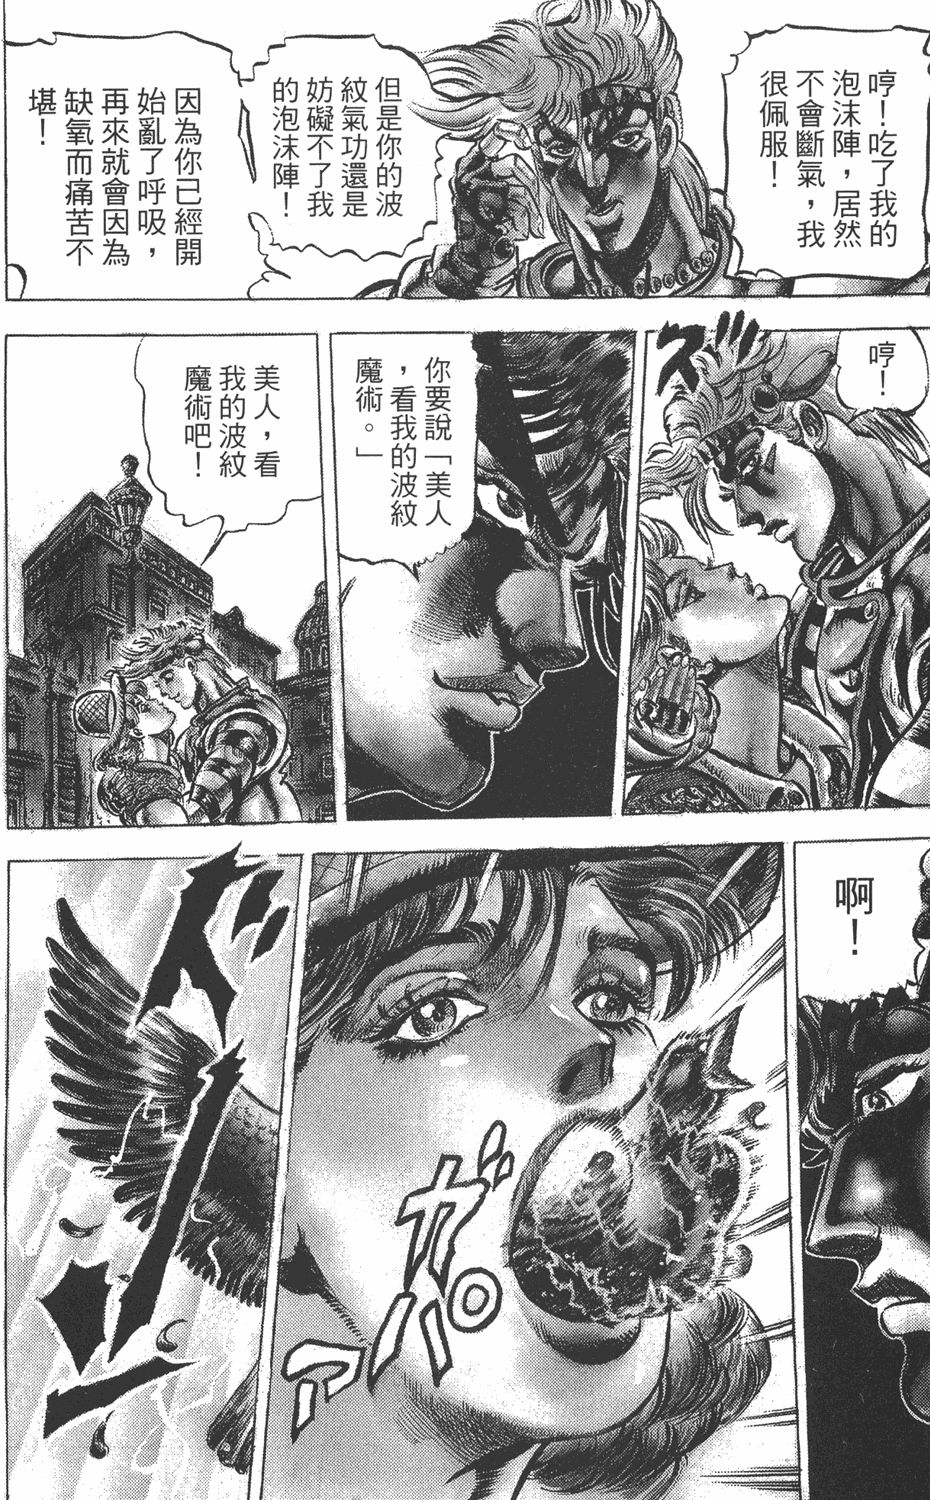 哼！吃了我的
泡沫陣，居然
不會斷氣，我
很佩服！
但是你的波
紋氣功還是
妨礙不了我
的泡沫陣！
因為你已經開
始亂了呼吸，
再來就會因為
缺氧而痛苦不
堪！
哼！
你要說「美人
，看我的波紋
魔術。」
美人，看
我的波紋
魔術吧！
啊！
ガ
パ
ァ